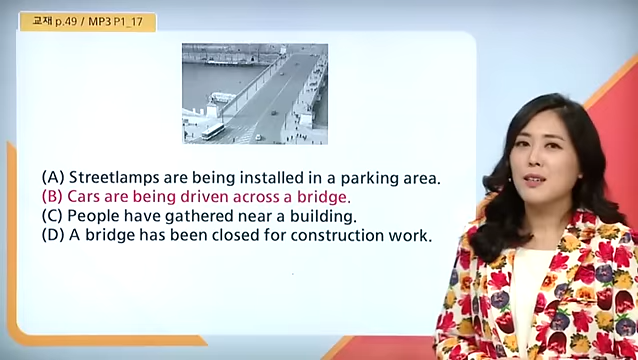 교재 p.49 / MP3 P1_17
(A) Streetlamps are being installed in a parking area.
(B) Cars are being driven across a bridge.
(C) People have gathered near a building.
(D) A bridge has been closed for construction work.